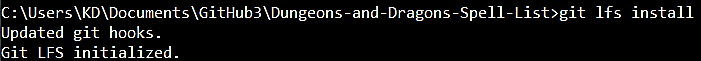 C:\Users\KD\Documents\GitHub3\Dungeons-and-Dragons-Spell-List>git lfs install
Updated git hooks.
Git LFS initialized.